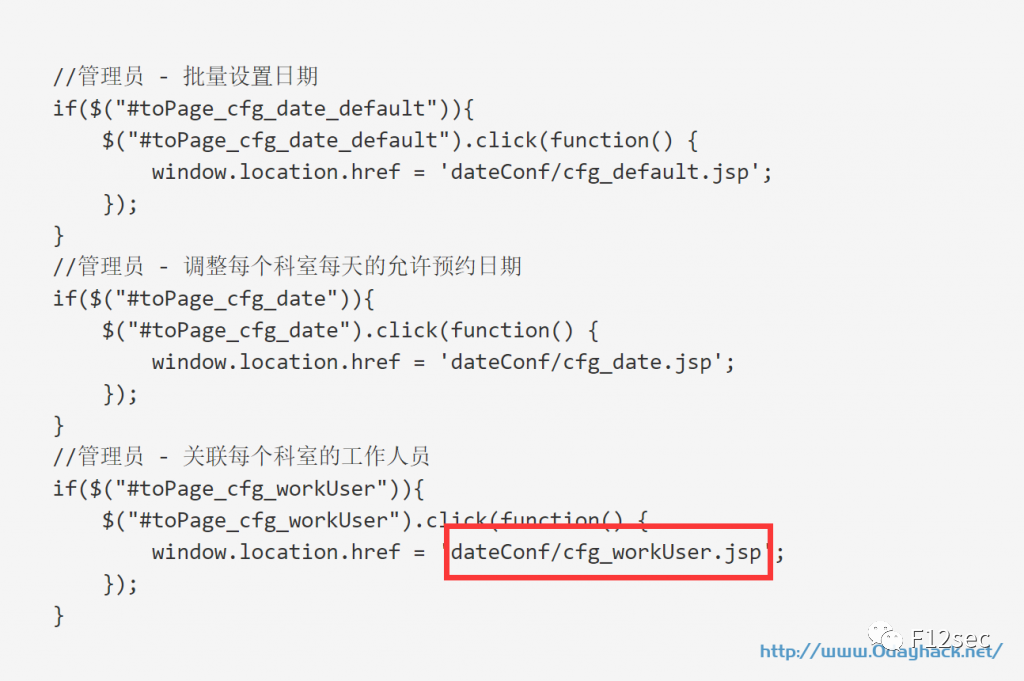 //管理员 - 批量设置日期
if($("#toPage_cfg_date_default")){
    $("#toPage_cfg_date_default").click(function() {
        window.location.href = 'dateConf/cfg_default.jsp';
    });
}
//管理员 - 调整每个科室每天的允许预约日期
if($("#toPage_cfg_date")){
    $("#toPage_cfg_date").click(function() {
        window.location.href = 'dateConf/cfg_date.jsp';
    });
}
//管理员 - 关联每个科室的工作人员
if($("#toPage_cfg_workUser")){
    $("#toPage_cfg_workUser").click(function() {
        window.location.href = 'dateConf/cfg_workUser.jsp';
    });
}
F12sec
http://www.0dayhack.net/